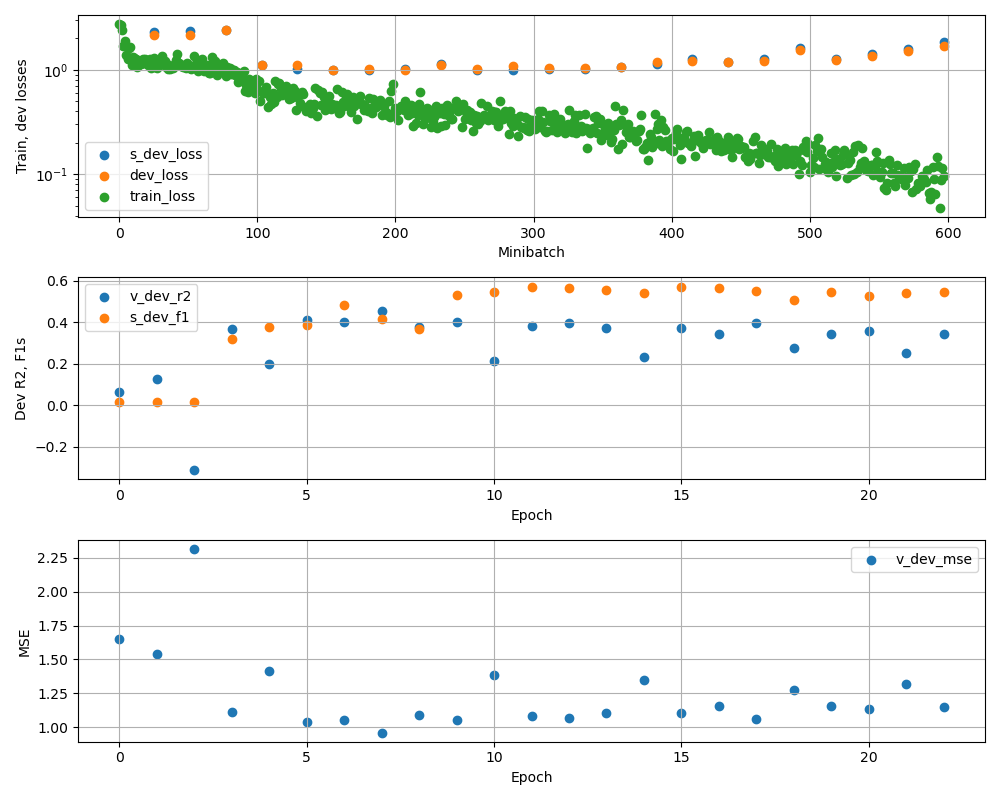 Train, dev losses
10⁰
10⁻¹
s_dev_loss
dev_loss
train_loss
0 100 200 300 400 500 600
Minibatch
Dev R2, F1s
0.6
0.4
0.2
0.0
−0.2
v_dev_r2
s_dev_f1
0 5 10 15 20
Epoch
MSE
2.25
2.00
1.75
1.50
1.25
1.00
v_dev_mse
0 5 10 15 20
Epoch